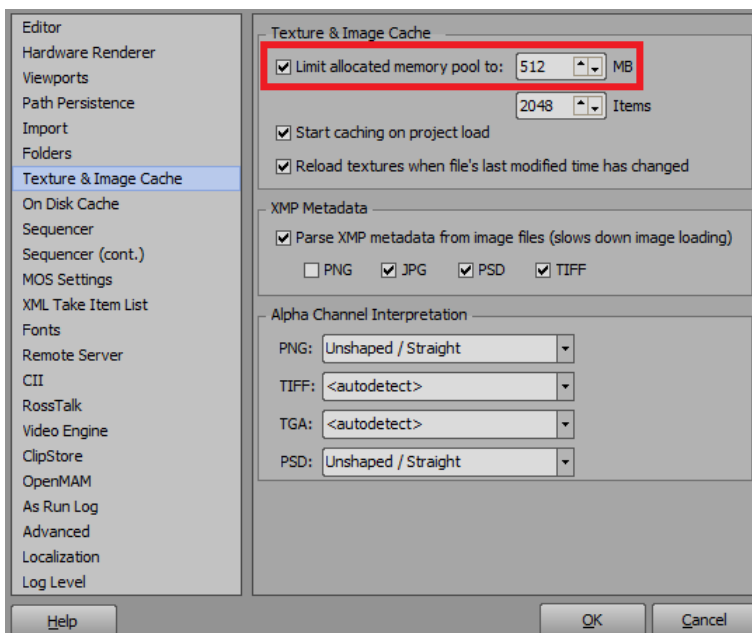 Editor
Hardware Renderer
Viewports
Path Persistence
Import
Folders
Texture & Image Cache
On Disk Cache
Sequencer
Sequencer (cont.)
MOS Settings
XML Take Item List
Fonts
Remote Server
CII
RossTalk
Video Engine
ClipStore
OpenMAM
As Run Log
Advanced
Localization
Log Level
Texture & Image Cache
Limit allocated memory pool to: 512 MB
2048 Items
Start caching on project load
Reload textures when file's last modified time has changed
XMP Metadata
Parse XMP metadata from image files (slows down image loading)
PNG JPG PSD TIFF
Alpha Channel Interpretation
PNG: Unshaped / Straight
TIFF: <autodetect>
TGA: <autodetect>
PSD: Unshaped / Straight
Help OK Cancel